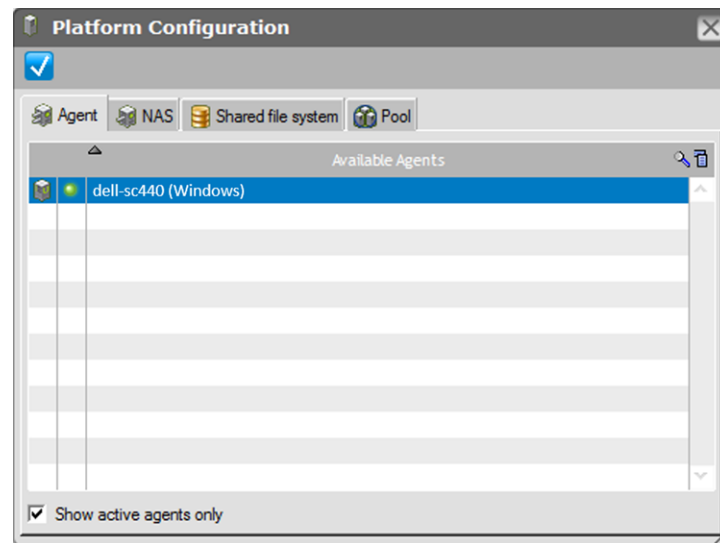 Platform Configuration
Agent NAS Shared file system Pool
Available Agents
dell-sc440 (Windows)
Show active agents only